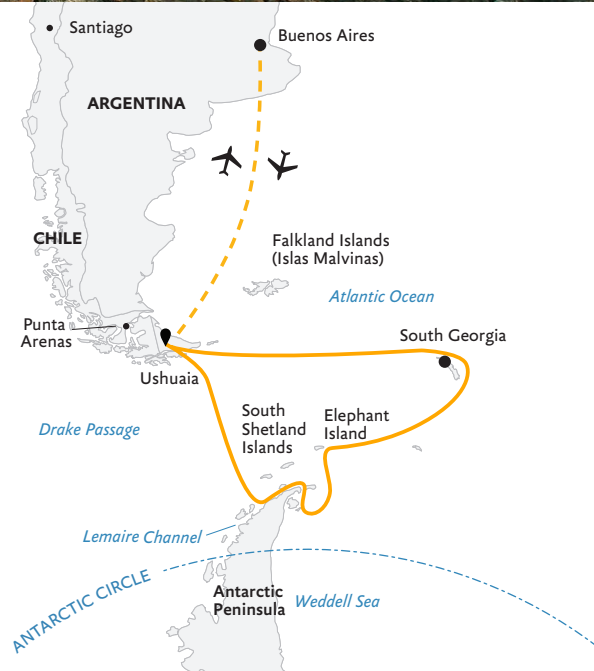 Santiago
Buenos Aires
ARGENTINA
CHILE
Falkland Islands
(Islas Malvinas)
Atlantic Ocean
Punta
Arenas
South Georgia
Ushuaia
Drake Passage
South
Shetland
Islands
Elephant
Island
Lemaire Channel
ANTARCTIC CIRCLE
Antarctic
Peninsula
Weddell Sea